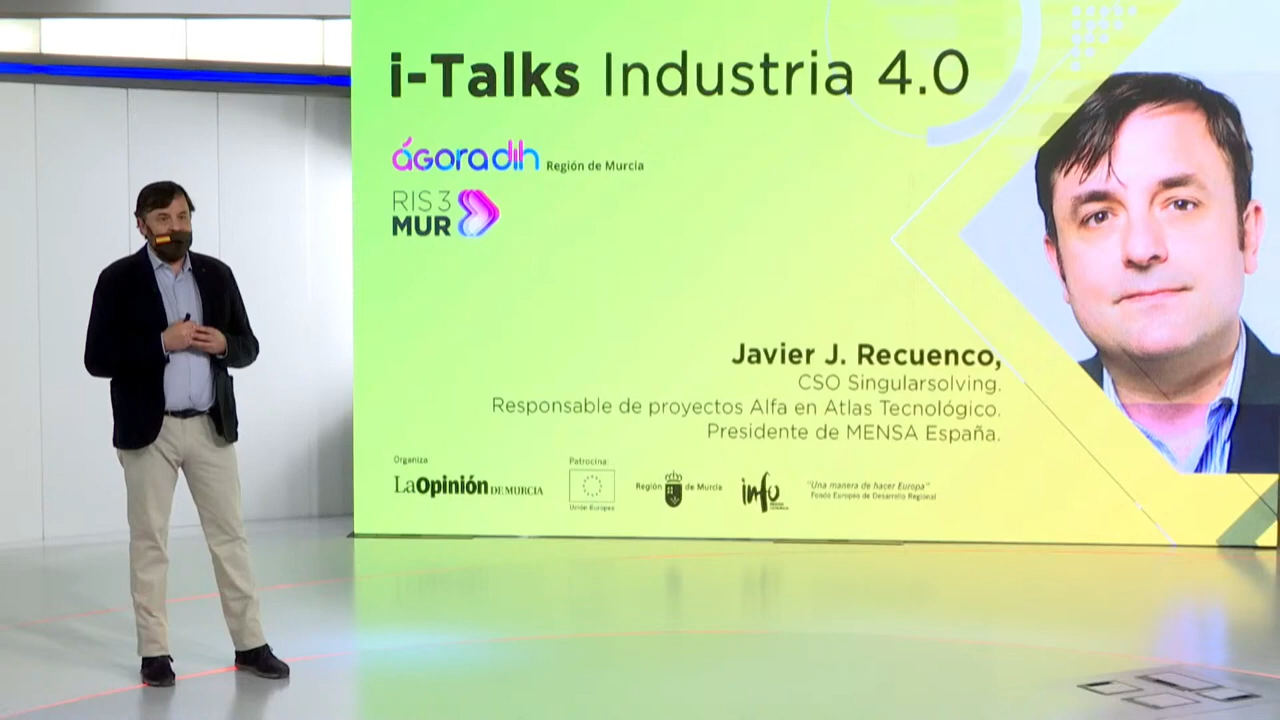 i-Talks Industria 4.0
ágoradih Región de Murcia
RIS3
MUR
Javier J. Recuenco,
CSO Singularsolving.
Responsable de proyectos Alfa en Atlas Tecnológico.
Presidente de MENSA España.
Organiza
LaOpinión DE MURCIA
Patrocina:
Unión Europea
Región de Murcia
info
"Una manera de hacer Europa"
Fondo Europeo de Desarrollo Regional